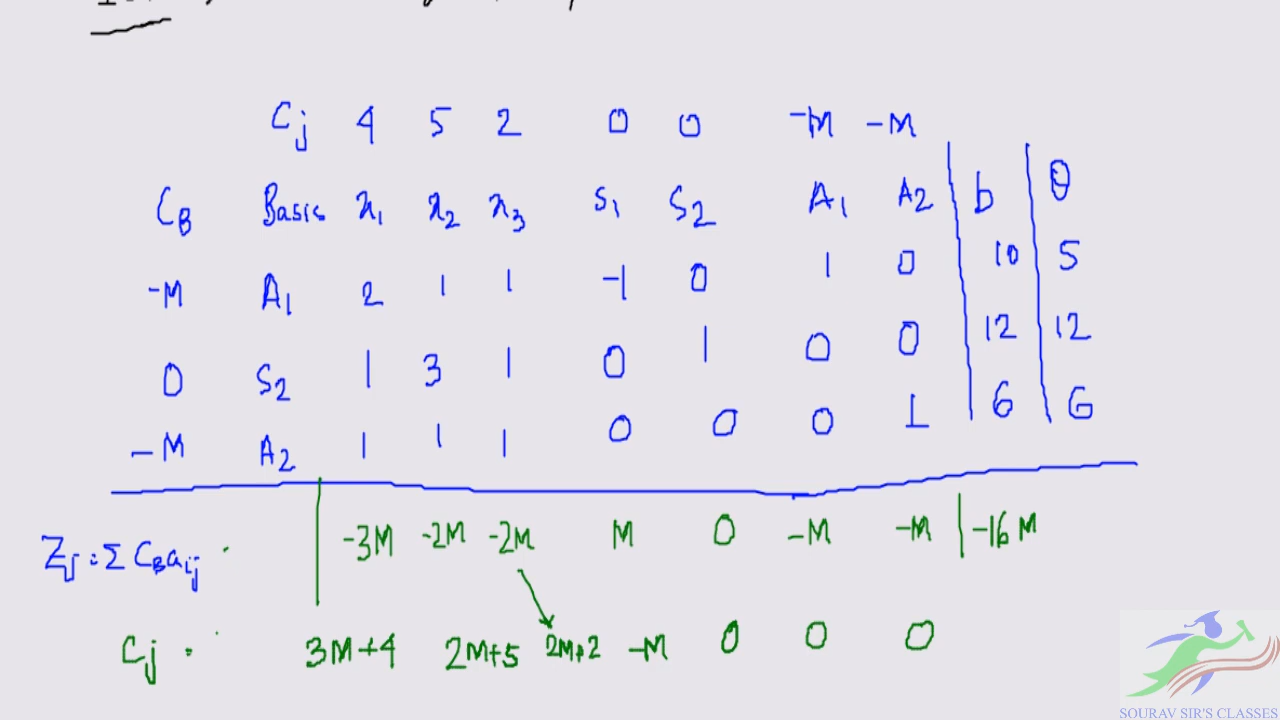 Cj 4 5 2 0 0 -M -M
CB Basis x1 x2 x3 S1 S2 A1 A2 b θ
-M A1 2 1 1 -1 0 1 0 10 5
0 S2 1 3 1 0 1 0 0 12 12
-M A2 1 1 1 0 0 0 1 6 6
Zj = Σ CB aij -3M -2M -2M M 0 -M -M -16M
Cj = 3M+4 2M+5 2M+2 -M 0 0 0
SOURAV SIR'S CLASSES